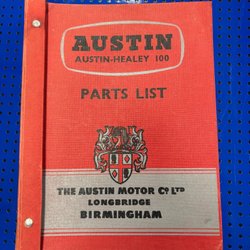 AUSTIN
AUSTIN-HEALEY 100
PARTS LIST
THE AUSTIN MOTOR CO LTD
LONGBRIDGE
BIRMINGHAM